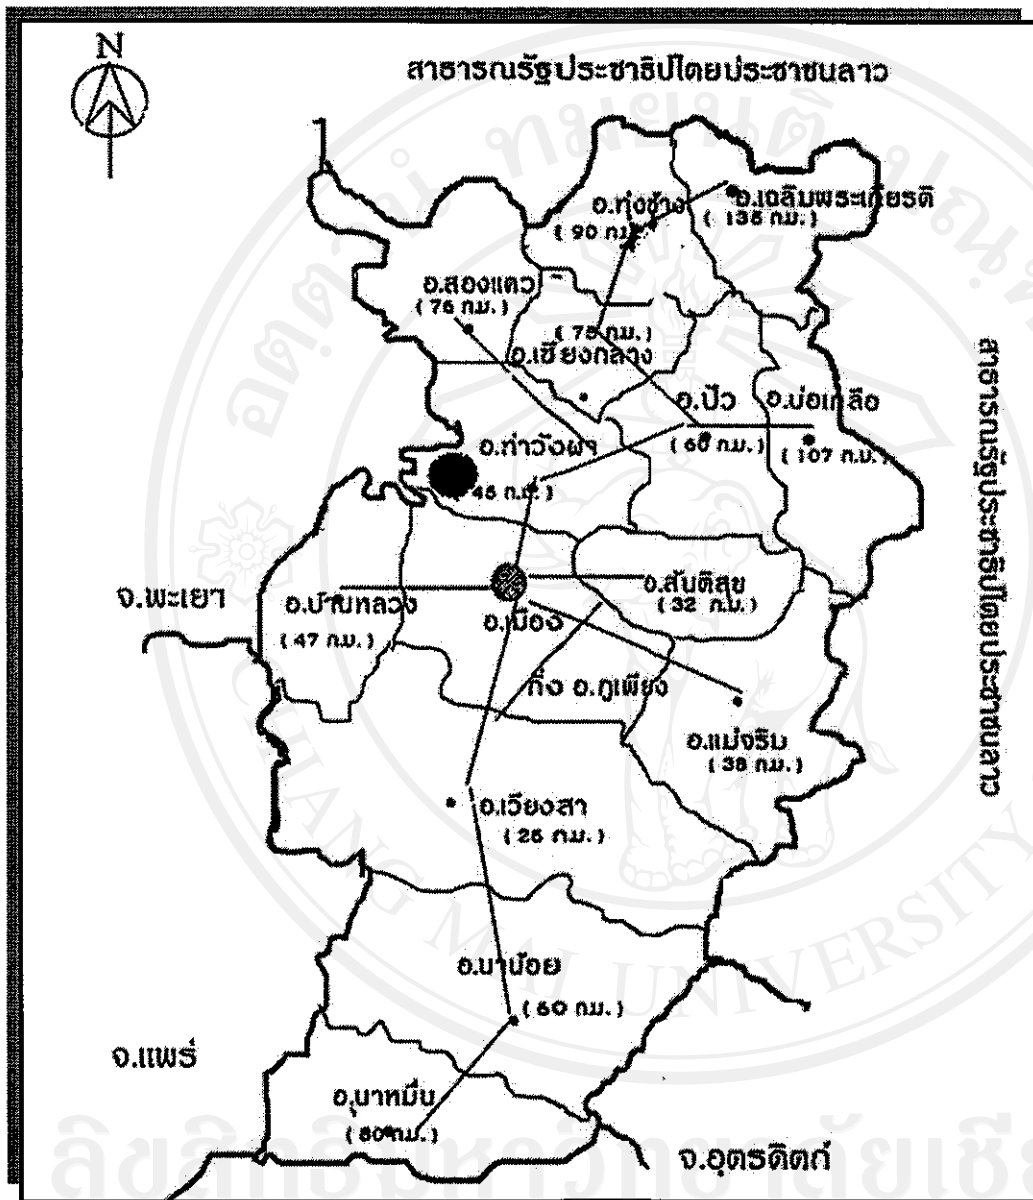 N
สาธารณรัฐประชาธิปไตยประชาชนลาว
อ.ทุ่งช้าง
( 90 ก.ม. )
อ.เฉลิมพระเกียรติ
อ.สองแคว
( 76 ก.ม. )
อ.เชียงกลาง
อ.ปัว
อ.บ่อเกลือ
( 107 ก.ม. )
อ.ท่าวังผา
45 ก.ม. )
สาธารณรัฐประชาธิปไตยประชาชนลาว
จ.พะเยา
อ.บ้านหลวง
( 47 ก.ม. )
อ.เมือง
อ.สันติสุข
( 32 ก.ม. )
กิ่ง อ.ภูเพียง
อ.แม่จริม
( 38 ก.ม. )
อ.เวียงสา
( 25 ก.ม. )
อ.นาน้อย
( 60 ก.ม. )
จ.แพร่
อ.นาหมื่น
( 80 ก.ม. )
จ.อุตรดิตถ์
CHIANG MAI UNIVERSITY